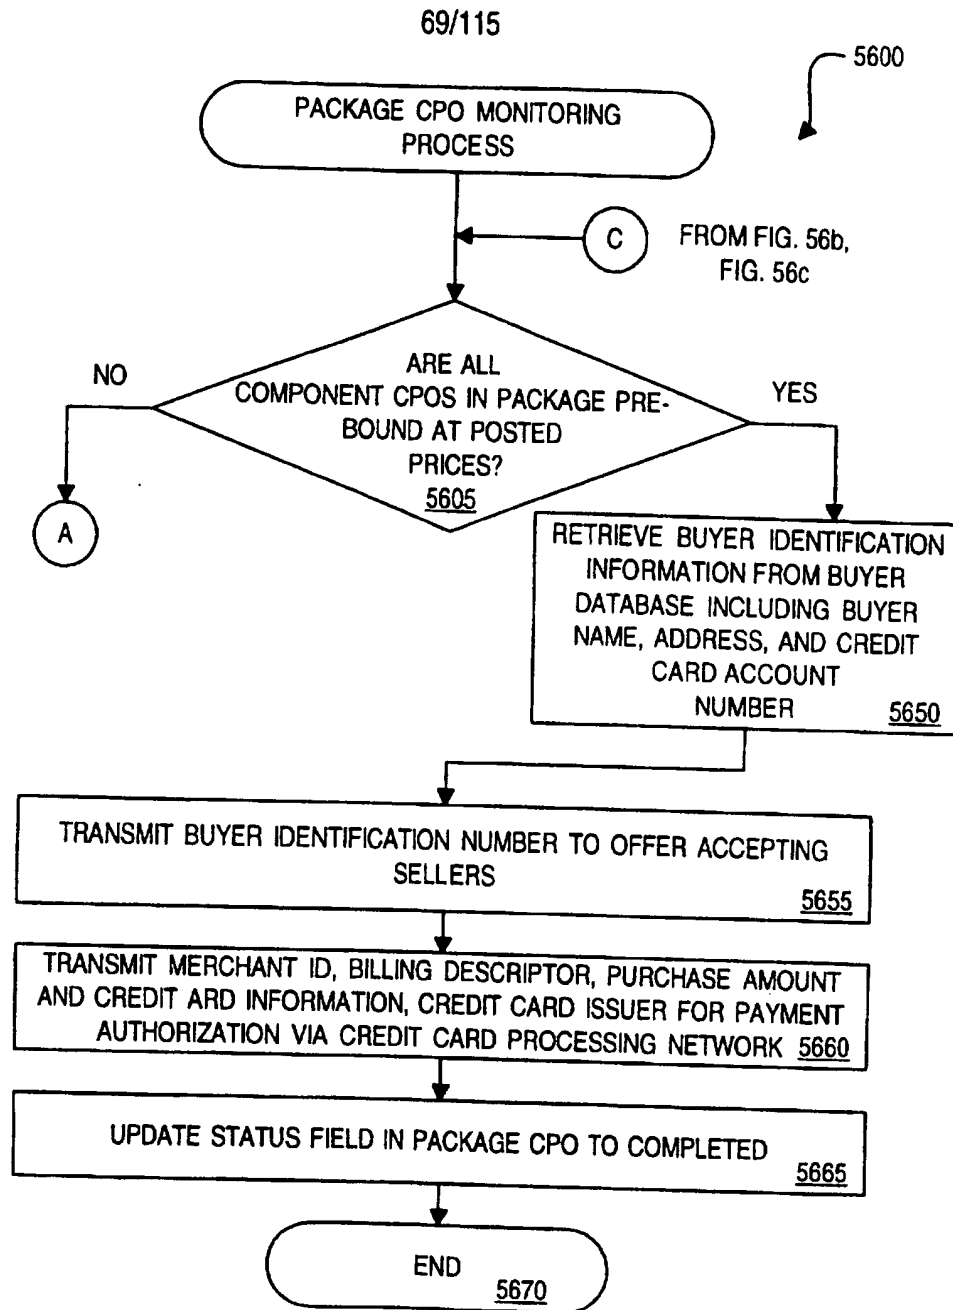 69/115
5600
PACKAGE CPO MONITORING
PROCESS
C
FROM FIG. 56b,
FIG. 56c
NO
ARE ALL
COMPONENT CPOS IN PACKAGE PRE-
BOUND AT POSTED
PRICES?
5605
YES
A
RETRIEVE BUYER IDENTIFICATION
INFORMATION FROM BUYER
DATABASE INCLUDING BUYER
NAME, ADDRESS, AND CREDIT
CARD ACCOUNT
NUMBER 5650
TRANSMIT BUYER IDENTIFICATION NUMBER TO OFFER ACCEPTING
SELLERS
5655
TRANSMIT MERCHANT ID, BILLING DESCRIPTOR, PURCHASE AMOUNT
AND CREDIT ARD INFORMATION, CREDIT CARD ISSUER FOR PAYMENT
AUTHORIZATION VIA CREDIT CARD PROCESSING NETWORK 5660
UPDATE STATUS FIELD IN PACKAGE CPO TO COMPLETED
5665
END
5670